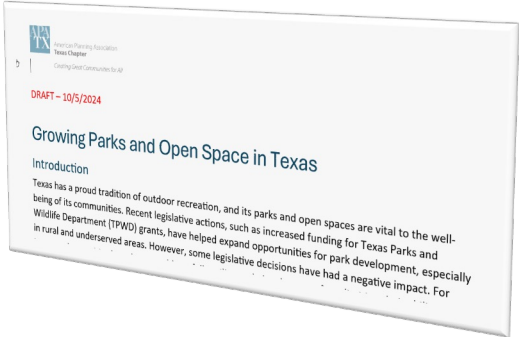 American Planning Association
Texas Chapter
Creating Great Communities for All
DRAFT – 10/5/2024
Growing Parks and Open Space in Texas
Introduction
Texas has a proud tradition of outdoor recreation, and its parks and open spaces are vital to the well-
being of its communities. Recent legislative actions, such as increased funding for Texas Parks and
Wildlife Department (TPWD) grants, have helped expand opportunities for park development, especially
in rural and underserved areas. However, some legislative decisions have had a negative impact. For